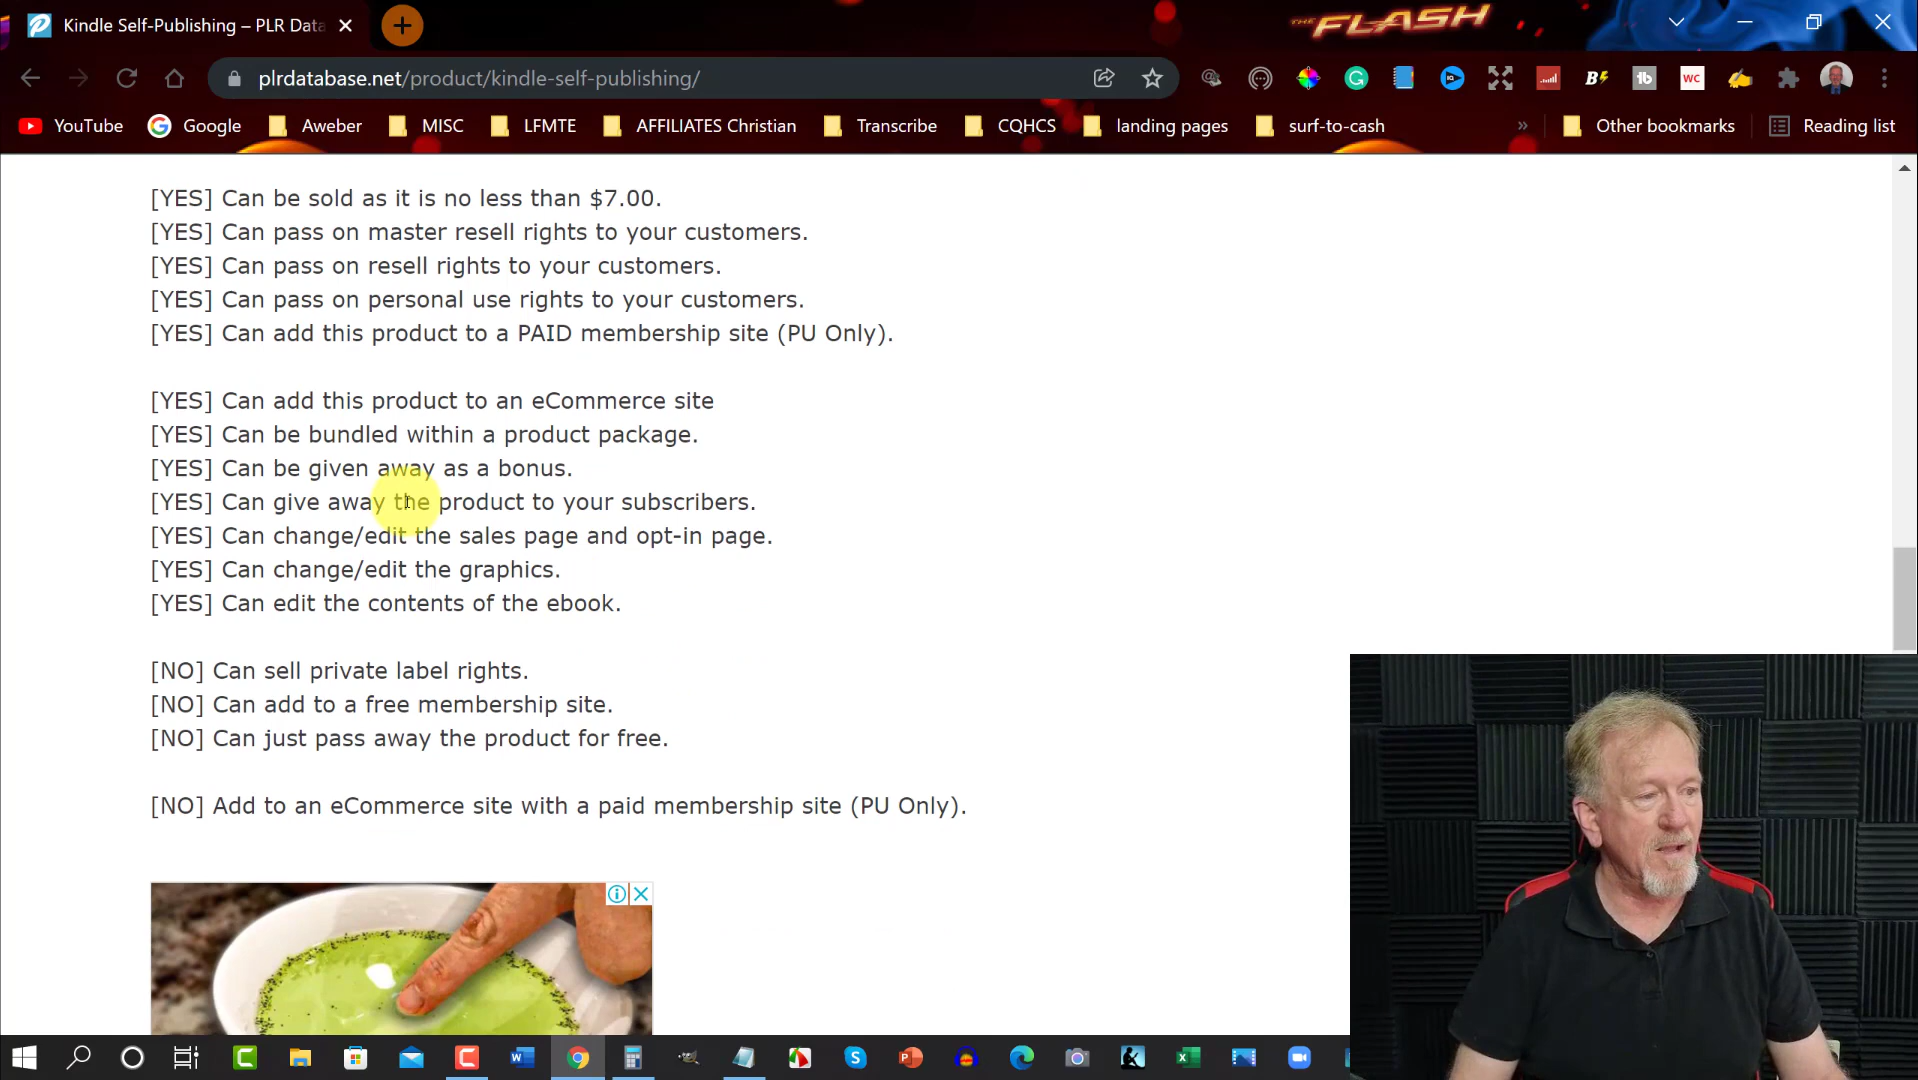 Kindle Self-Publishing – PLR Data
THE FLASH
plrdatabase.net/product/kindle-self-publishing/
YouTube Google Aweber MISC LFMTE AFFILIATES Christian Transcribe CQHCS landing pages surf-to-cash » Other bookmarks Reading list
[YES] Can be sold as it is no less than $7.00.
[YES] Can pass on master resell rights to your customers.
[YES] Can pass on resell rights to your customers.
[YES] Can pass on personal use rights to your customers.
[YES] Can add this product to a PAID membership site (PU Only).
[YES] Can add this product to an eCommerce site
[YES] Can be bundled within a product package.
[YES] Can be given away as a bonus.
[YES] Can give away the product to your subscribers.
[YES] Can change/edit the sales page and opt-in page.
[YES] Can change/edit the graphics.
[YES] Can edit the contents of the ebook.
[NO] Can sell private label rights.
[NO] Can add to a free membership site.
[NO] Can just pass away the product for free.
[NO] Add to an eCommerce site with a paid membership site (PU Only).